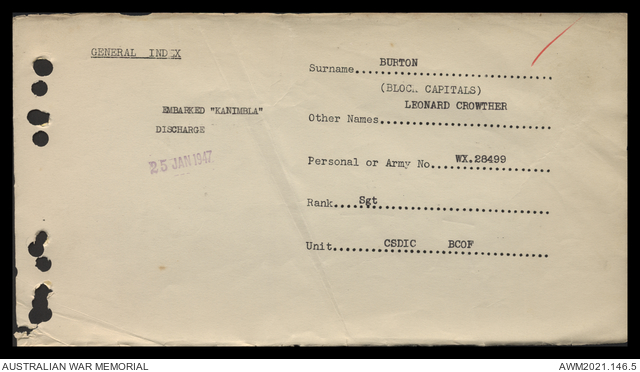 GENERAL INDEX
EMBARKED "KANIMBLA"
DISCHARGE
25 JAN 1947
Surname BURTON
(BLOC. CAPITALS)
LEONARD CROWTHER
Other Names
Personal or Army No. WX.28499
Rank Sgt
Unit CSDIC BCOF
AUSTRALIAN WAR MEMORIAL
AWM2021.146.5